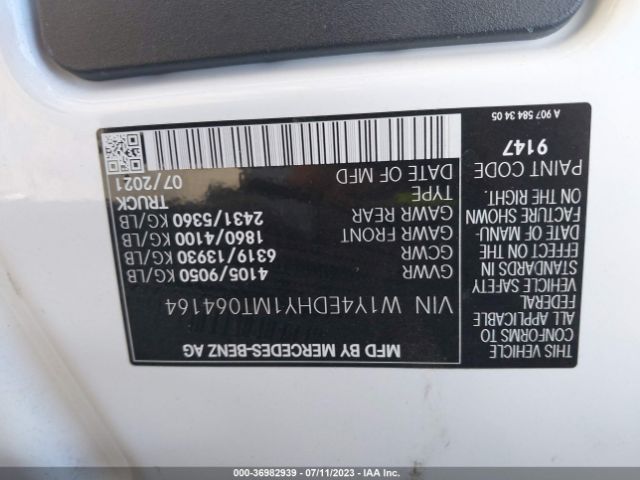 MFD BY MERCEDES-BENZ AG
VIN W1Y4EDHY1MT064164
GVWR 4105/9050 KG/LB
GCWR 6319/13930 KG/LB
GAWR FRONT 1860/4100 KG/LB
GAWR REAR 2431/5360 KG/LB
TYPE TRUCK
DATE OF MFD 07/2021
THIS VEHICLE
CONFORMS TO
FEDERAL
VEHICLE SAFETY
STANDARDS IN
EFFECT ON THE
DATE OF MANU-
FACTURE SHOWN
ON THE RIGHT.
PAINT CODE
9147
A 907 584 34 05
Stock: 36982939 - 07/11/2023 - IAA Inc.